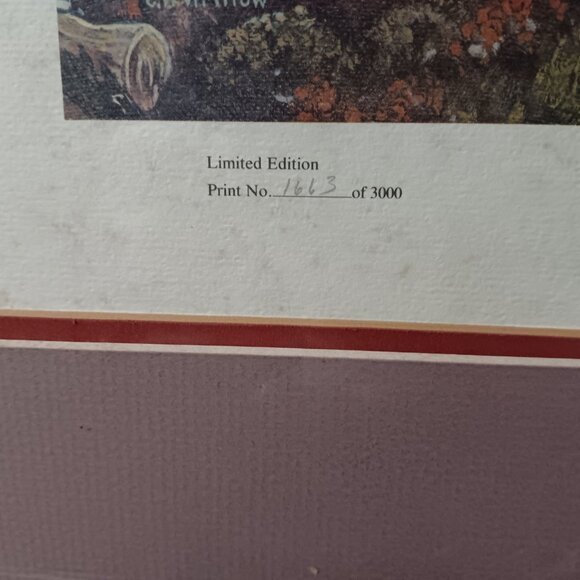 Limited Edition
Print No. 1663 of 3000